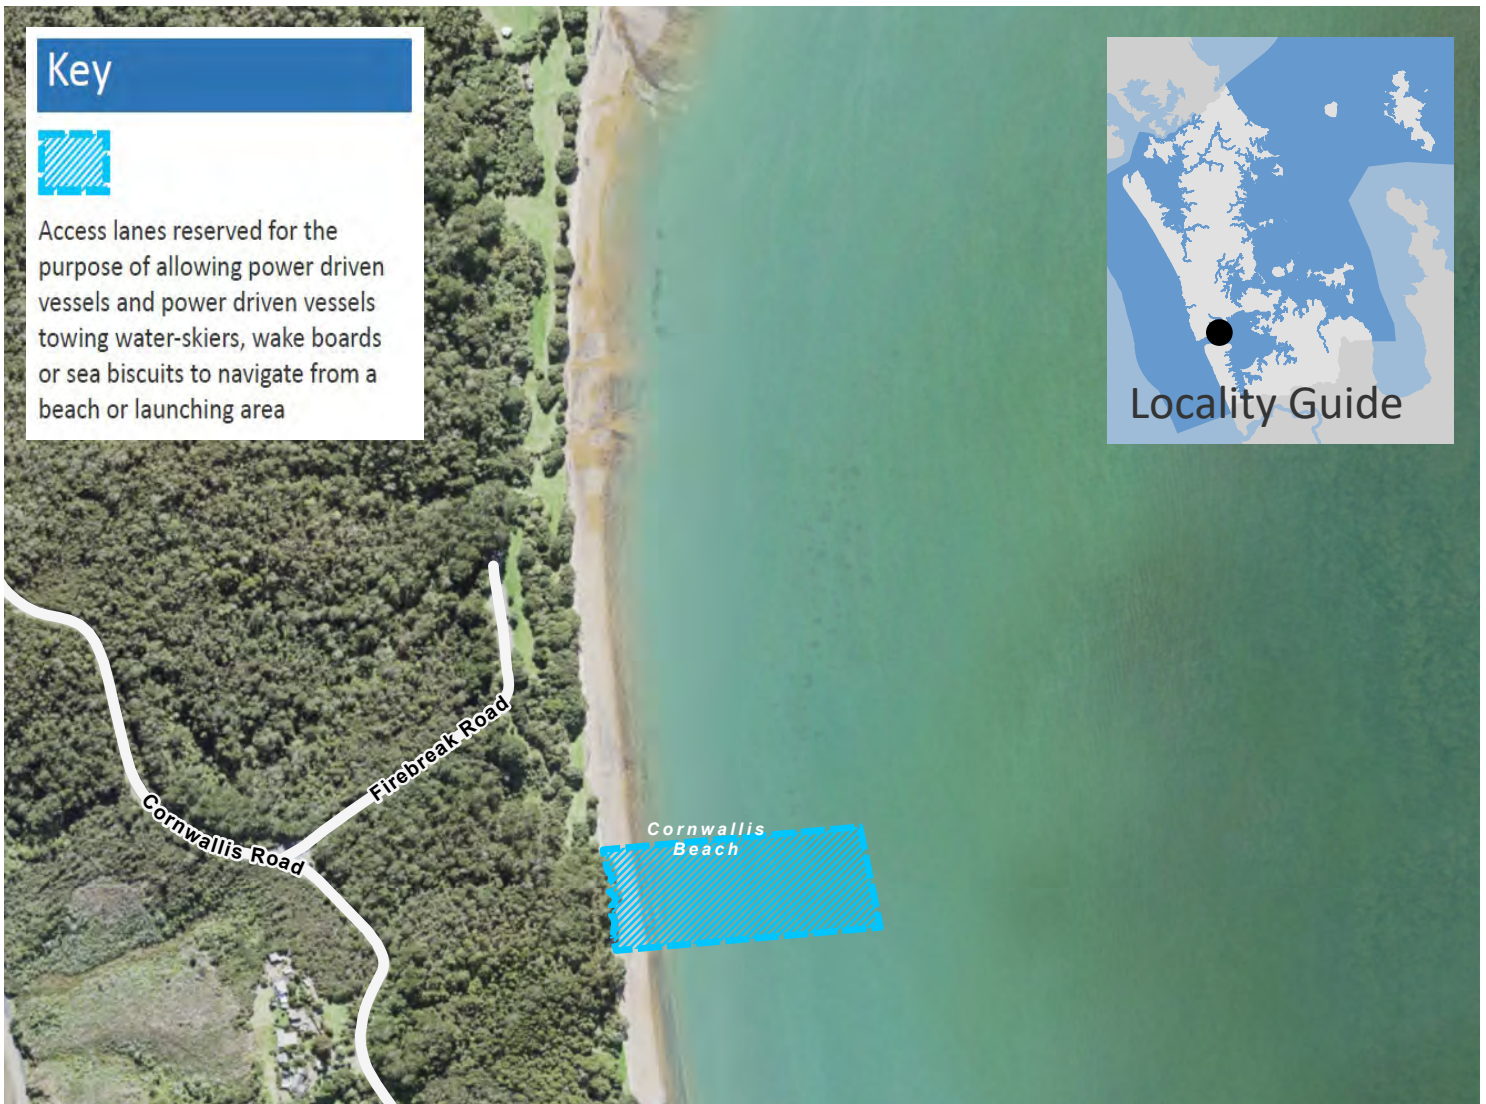 Key
Access lanes reserved for the
purpose of allowing power driven
vessels and power driven vessels
towing water-skiers, wake boards
or sea biscuits to navigate from a
beach or launching area
Locality Guide
Firebreak Road
Cornwallis Road
Cornwallis
Beach